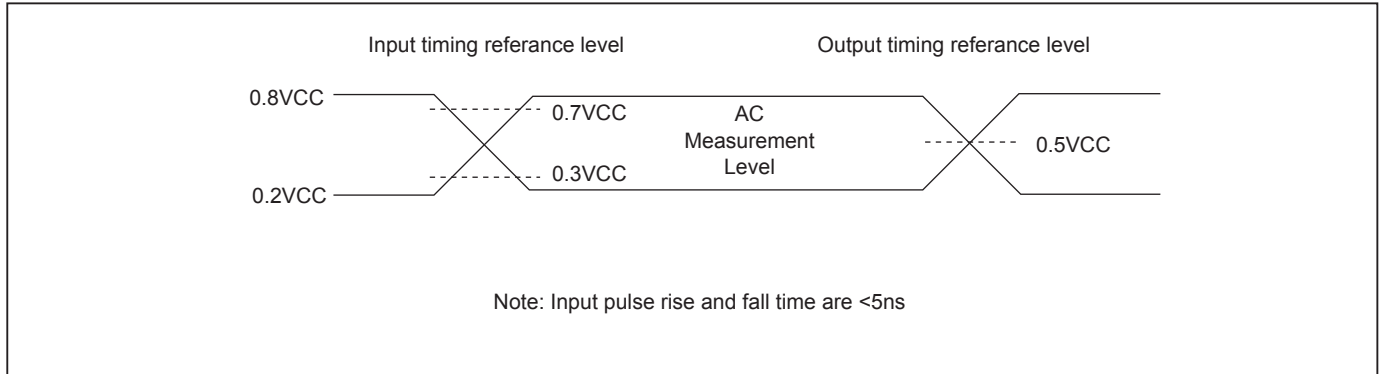 Input timing referance level
Output timing referance level
0.8VCC
0.7VCC
AC
Measurement
Level
0.5VCC
0.3VCC
0.2VCC
Note: Input pulse rise and fall time are <5ns